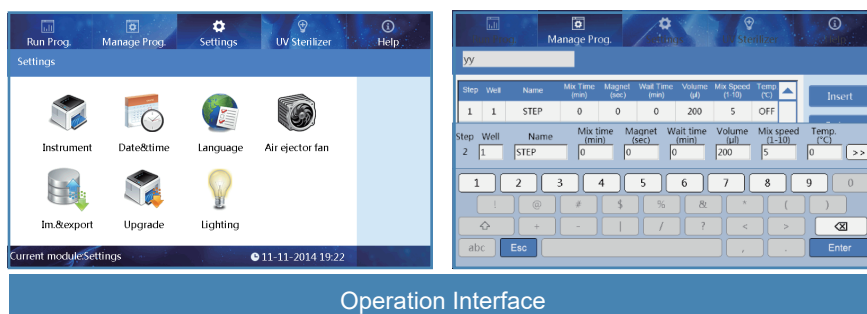 Run Prog. Manage Prog. Settings UV Sterilizer Help
Settings
Instrument Date&time Language Air ejector fan
Im.&export Upgrade Lighting
Current module:Settings 11-11-2014 19:22
Manage Prog.
yy
Step Well Name Mix Time (min) Magnet (sec) Wait Time (min) Volume (μl) Mix Speed (1-10) Temp (℃)
Insert
1 1 STEP 0 0 0 200 5 OFF
Step Well Name Mix time (min) Magnet (sec) Wait time (min) Volume (μl) Mix speed (1-10) Temp. (°C)
2 1 STEP 0 0 0 200 5 0 >>
1 2 3 4 5 6 7 8 9 0
: @ # $ % & * ( )
+ - | / ? < >
abc Esc , . Enter
Operation Interface